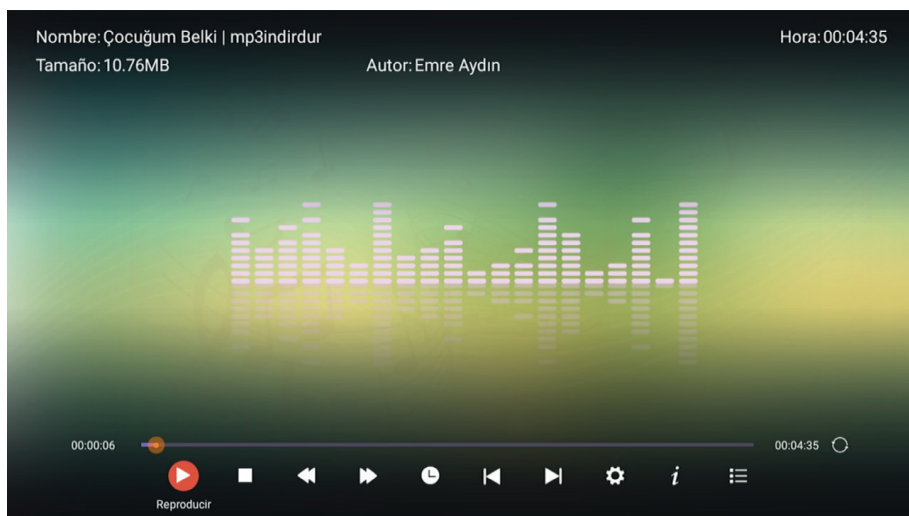 Nombre: Çocuğum Belki | mp3indirdur
Hora: 00:04:35
Tamaño: 10.76MB
Autor: Emre Aydın
00:00:06
00:04:35
Reproducir